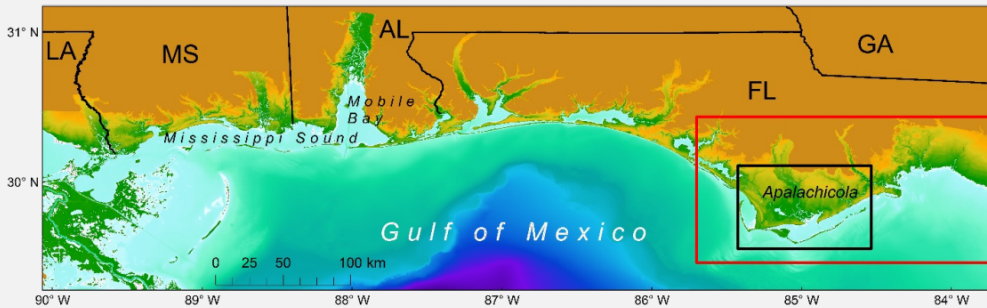 31° N
LA
MS
AL
GA
FL
Mobile
Bay
Mississippi Sound
30° N
Apalachicola
Gulf of Mexico
0 25 50 100 km
90° W 89° W 88° W 87° W 86° W 85° W 84° W